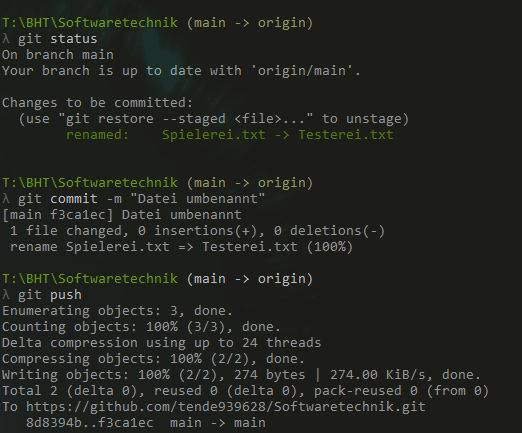 T:\BHT\Softwaretechnik (main -> origin)
λ git status
On branch main
Your branch is up to date with 'origin/main'.
Changes to be committed:
  (use "git restore --staged <file>..." to unstage)
        renamed:    Spielerei.txt -> Testerei.txt
T:\BHT\Softwaretechnik (main -> origin)
λ git commit -m "Datei umbenannt"
[main f3ca1ec] Datei umbenannt
 1 file changed, 0 insertions(+), 0 deletions(-)
 rename Spielerei.txt => Testerei.txt (100%)
T:\BHT\Softwaretechnik (main -> origin)
λ git push
Enumerating objects: 3, done.
Counting objects: 100% (3/3), done.
Delta compression using up to 24 threads
Compressing objects: 100% (2/2), done.
Writing objects: 100% (2/2), 274 bytes | 274.00 KiB/s, done.
Total 2 (delta 0), reused 0 (delta 0), pack-reused 0 (from 0)
To https://github.com/tende939628/Softwaretechnik.git
   8d8394b..f3ca1ec  main -> main